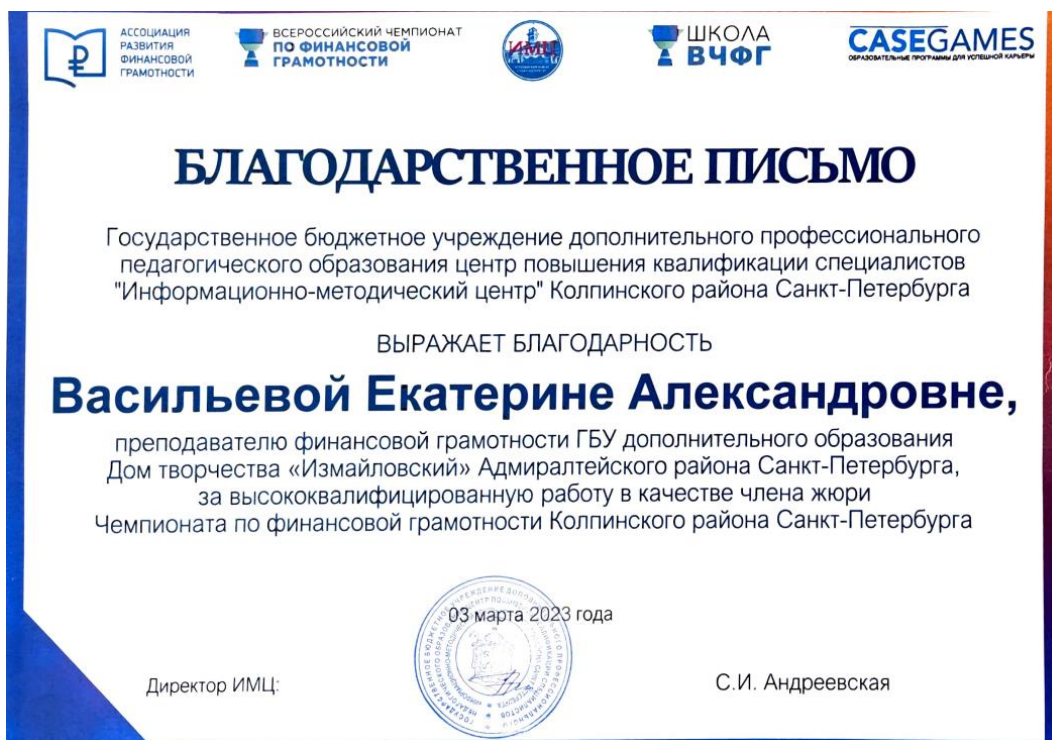 АССОЦИАЦИЯ
РАЗВИТИЯ
ФИНАНСОВОЙ
ГРАМОТНОСТИ
ВСЕРОССИЙСКИЙ ЧЕМПИОНАТ
ПО ФИНАНСОВОЙ
ГРАМОТНОСТИ
ИМЦ
ШКОЛА
ВЧФГ
CASEGAMES
ОБРАЗОВАТЕЛЬНЫЕ ПРОГРАММЫ ДЛЯ УСПЕШНОЙ КАРЬЕРЫ
БЛАГОДАРСТВЕННОЕ ПИСЬМО
Государственное бюджетное учреждение дополнительного профессионального
педагогического образования центр повышения квалификации специалистов
"Информационно-методический центр" Колпинского района Санкт-Петербурга
ВЫРАЖАЕТ БЛАГОДАРНОСТЬ
Васильевой Екатерине Александровне,
преподавателю финансовой грамотности ГБУ дополнительного образования
Дом творчества «Измайловский» Адмиралтейского района Санкт-Петербурга,
за высококвалифицированную работу в качестве члена жюри
Чемпионата по финансовой грамотности Колпинского района Санкт-Петербурга
03 марта 2023 года
Директор ИМЦ:
С.И. Андреевская